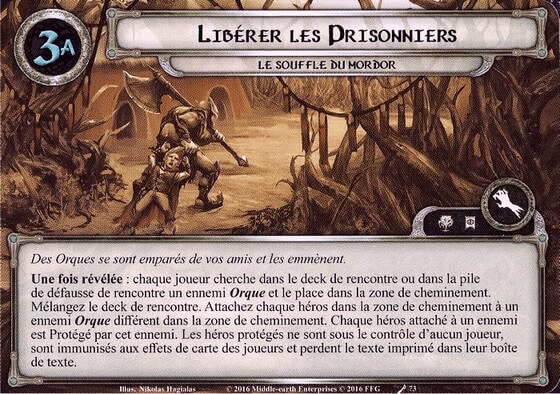 3A
LIBÉRER LES PRISONNIERS
LE SOUFFLE DU MORDOR
Des Orques se sont emparés de vos amis et les emmènent.
Une fois révélée : chaque joueur cherche dans le deck de rencontre ou dans la pile
de défausse de rencontre un ennemi Orque et le place dans la zone de cheminement.
Mélangez le deck de rencontre. Attachez chaque héros dans la zone de cheminement à un
ennemi Orque différent dans la zone de cheminement. Chaque héros attaché à un ennemi
est Protégé par cet ennemi. Les héros protégés ne sont sous le contrôle d’aucun joueur,
sont immunisés aux effets de carte des joueurs et perdent le texte imprimé dans leur boîte
de texte.
Illus. Nikolas Hagialas © 2016 Middle-earth Enterprises © 2016 FFG 73